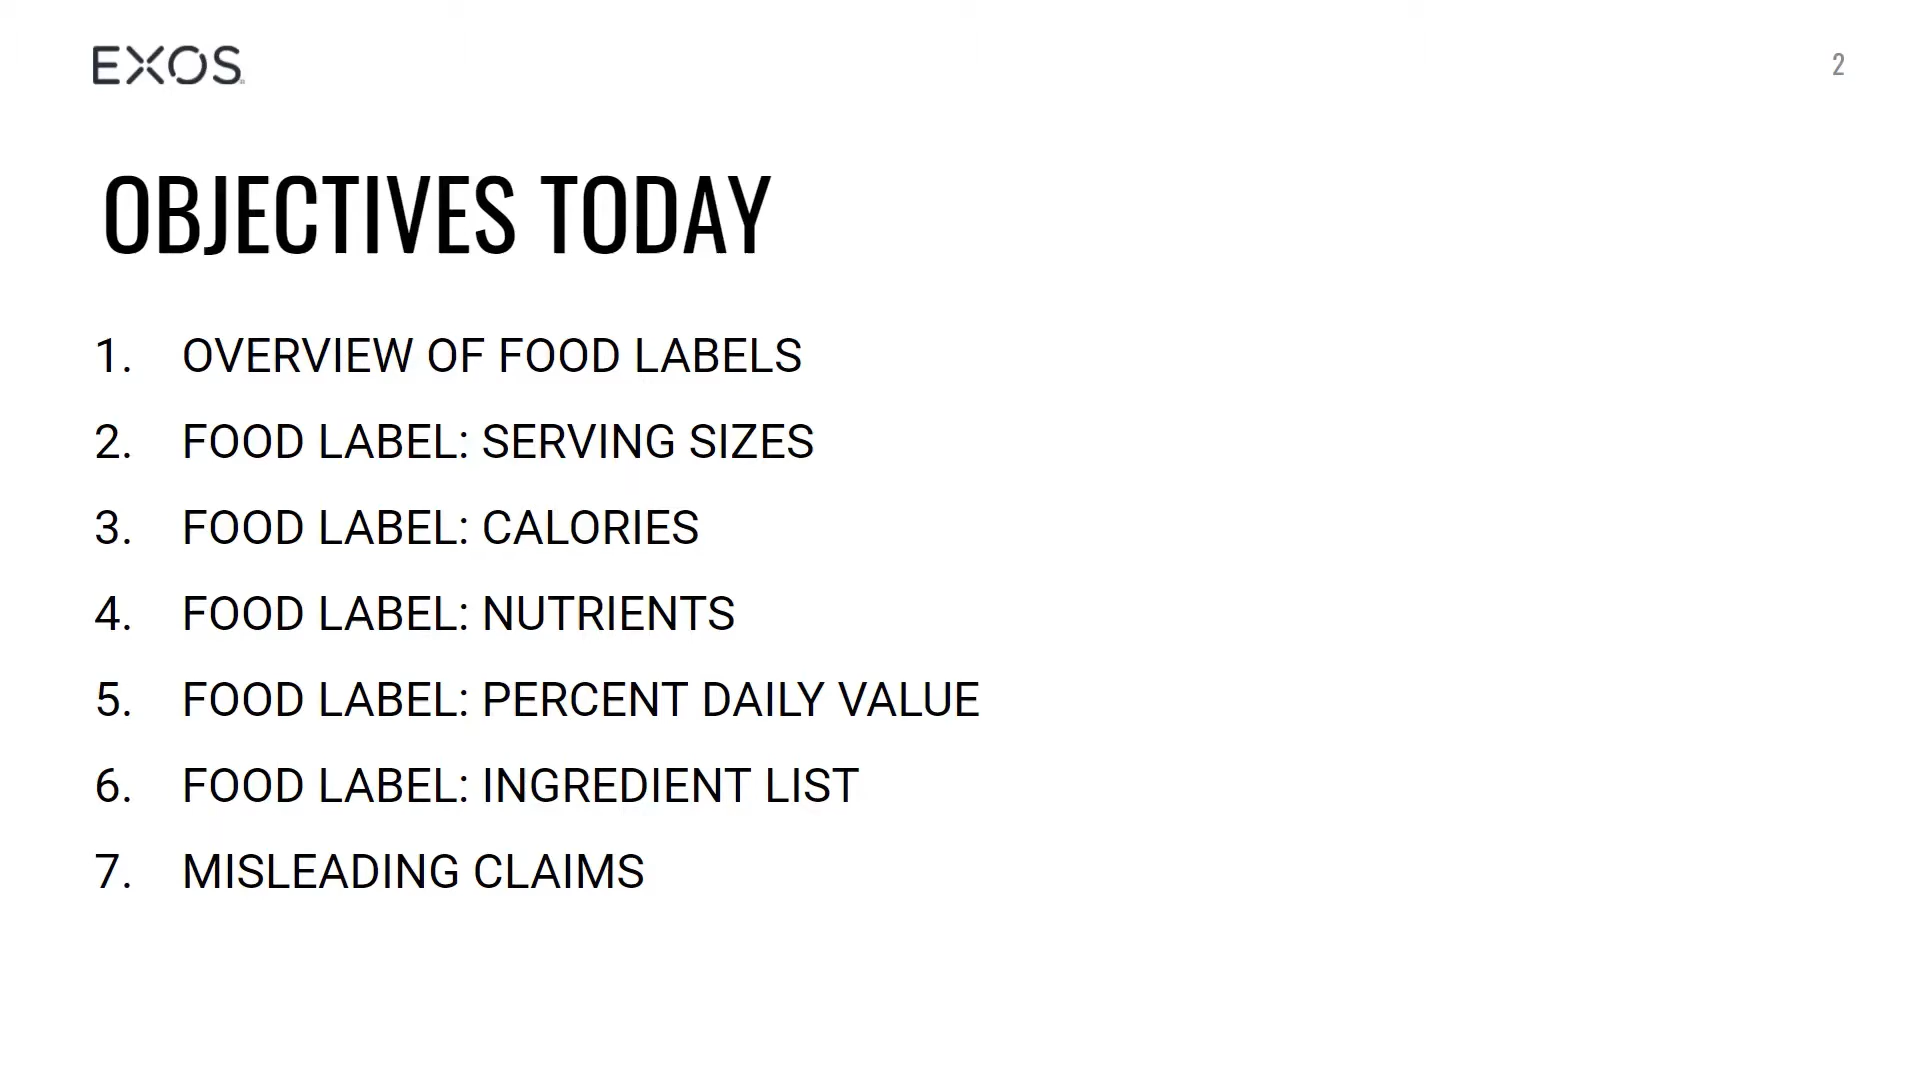 EXOS
2
OBJECTIVES TODAY
1. OVERVIEW OF FOOD LABELS
2. FOOD LABEL: SERVING SIZES
3. FOOD LABEL: CALORIES
4. FOOD LABEL: NUTRIENTS
5. FOOD LABEL: PERCENT DAILY VALUE
6. FOOD LABEL: INGREDIENT LIST
7. MISLEADING CLAIMS